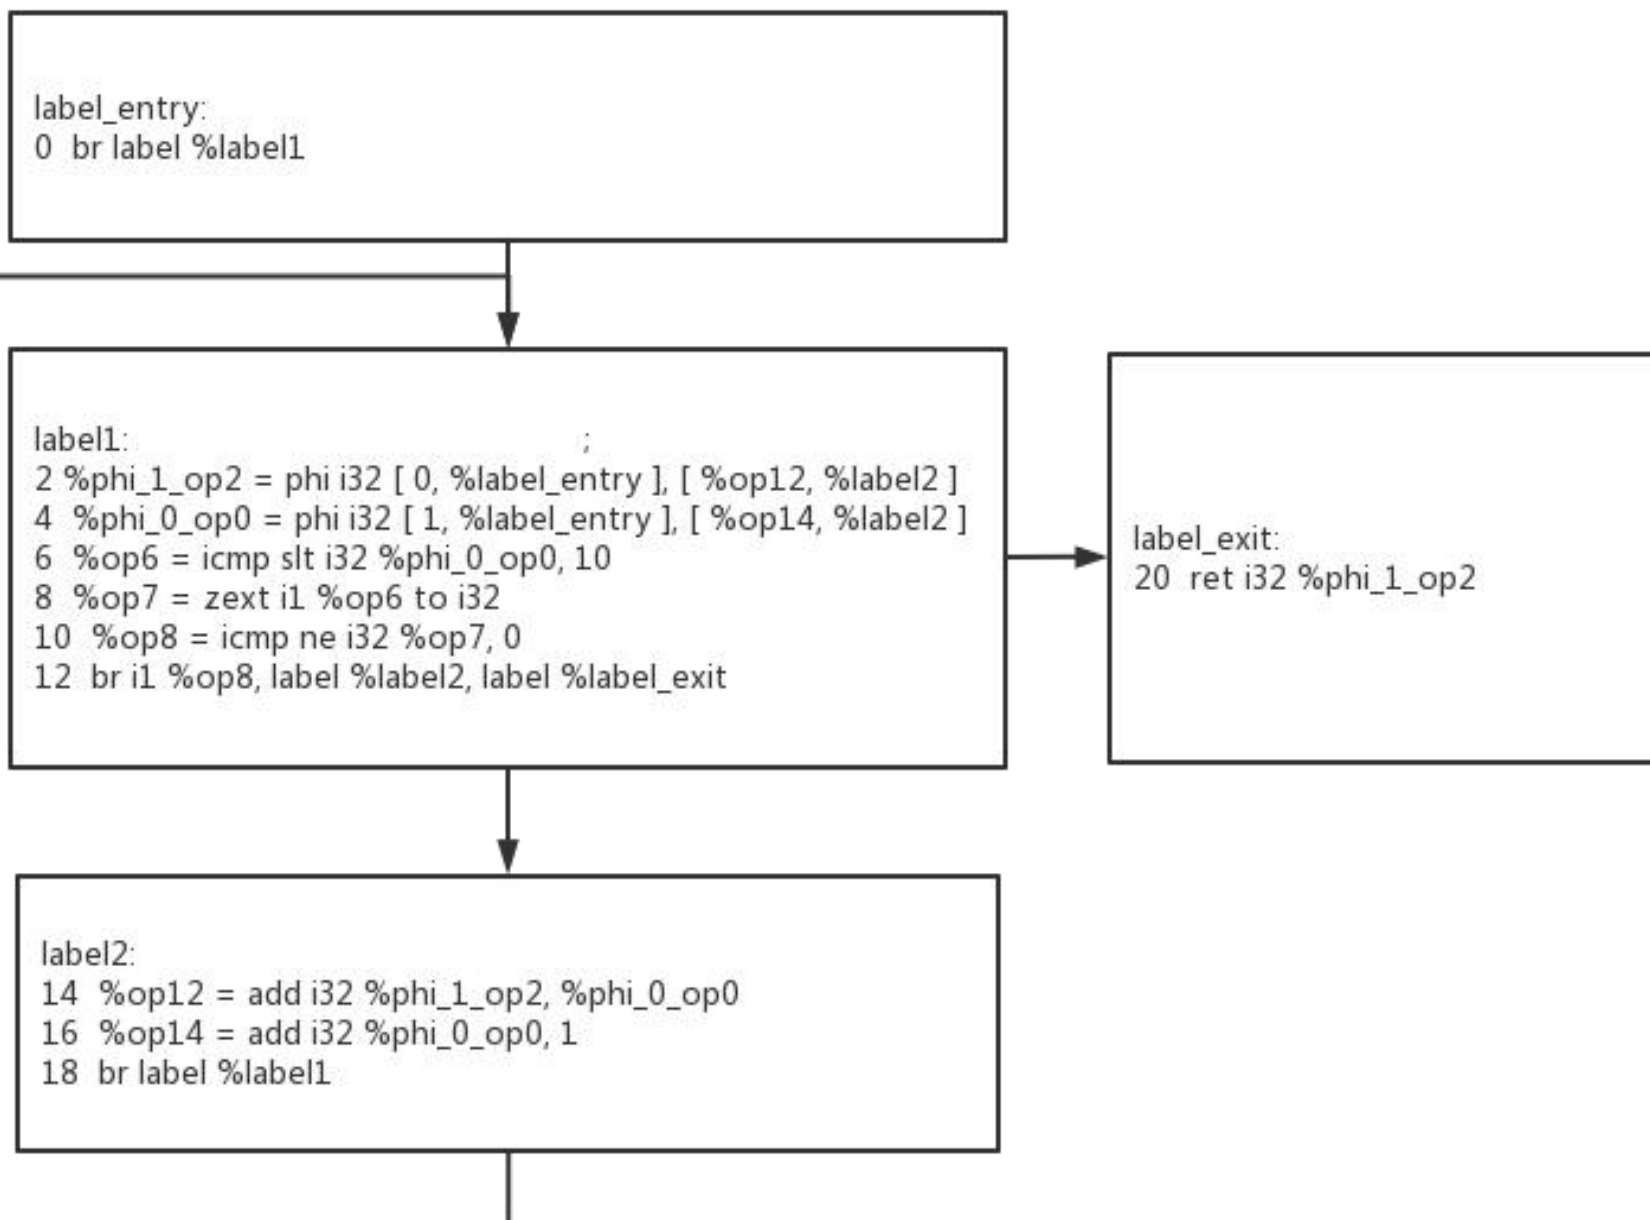 label_entry:
0 br label %label1
label1: ;
2 %phi_1_op2 = phi i32 [ 0, %label_entry ], [ %op12, %label2 ]
4 %phi_0_op0 = phi i32 [ 1, %label_entry ], [ %op14, %label2 ]
6 %op6 = icmp slt i32 %phi_0_op0, 10
8 %op7 = zext i1 %op6 to i32
10 %op8 = icmp ne i32 %op7, 0
12 br i1 %op8, label %label2, label %label_exit
label_exit:
20 ret i32 %phi_1_op2
label2:
14 %op12 = add i32 %phi_1_op2, %phi_0_op0
16 %op14 = add i32 %phi_0_op0, 1
18 br label %label1